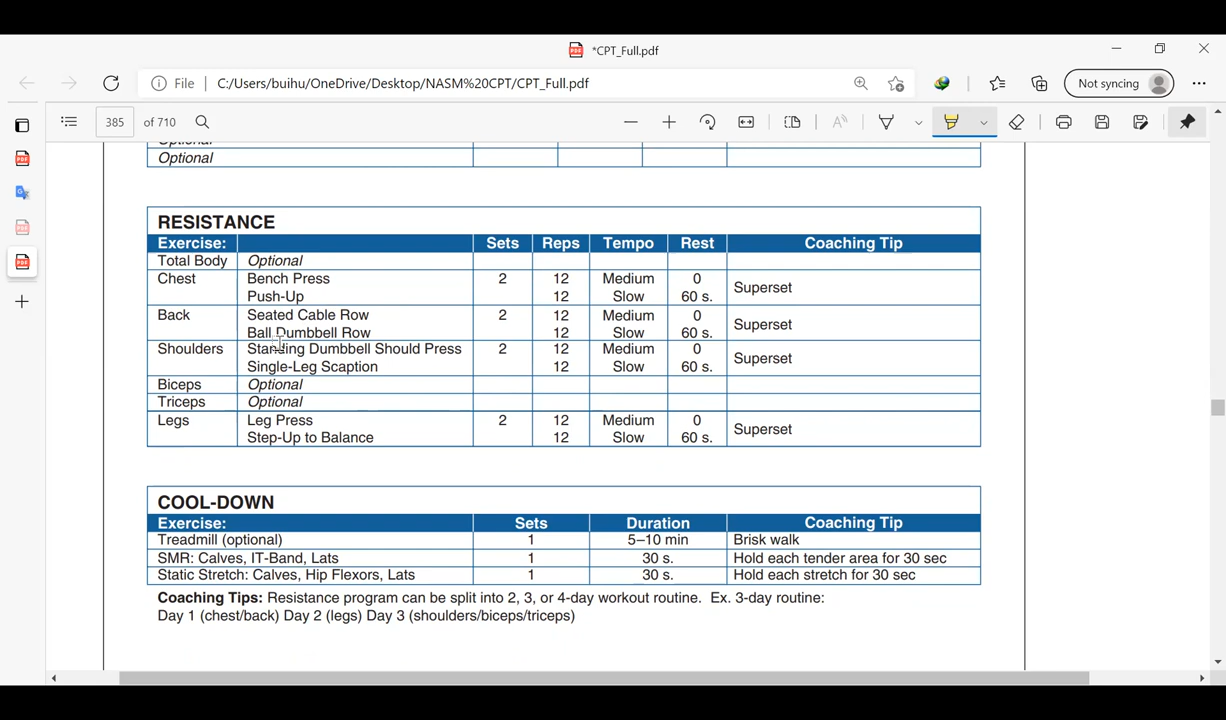 *CPT_Full.pdf
File C:/Users/buihu/OneDrive/Desktop/NASM%20CPT/CPT_Full.pdf Not syncing
385 of 710
Optional
Optional
RESISTANCE
Exercise: Sets Reps Tempo Rest Coaching Tip
Total Body Optional
Chest Bench Press 2 12 Medium 0
Push-Up 12 Slow 60 s. Superset
Back Seated Cable Row 2 12 Medium 0
Ball Dumbbell Row 12 Slow 60 s. Superset
Shoulders Standing Dumbbell Should Press 2 12 Medium 0
Single-Leg Scaption 12 Slow 60 s. Superset
Biceps Optional
Triceps Optional
Legs Leg Press 2 12 Medium 0
Step-Up to Balance 12 Slow 60 s. Superset
COOL-DOWN
Exercise: Sets Duration Coaching Tip
Treadmill (optional) 1 5–10 min Brisk walk
SMR: Calves, IT-Band, Lats 1 30 s. Hold each tender area for 30 sec
Static Stretch: Calves, Hip Flexors, Lats 1 30 s. Hold each stretch for 30 sec
Coaching Tips: Resistance program can be split into 2, 3, or 4-day workout routine. Ex. 3-day routine:
Day 1 (chest/back) Day 2 (legs) Day 3 (shoulders/biceps/triceps)